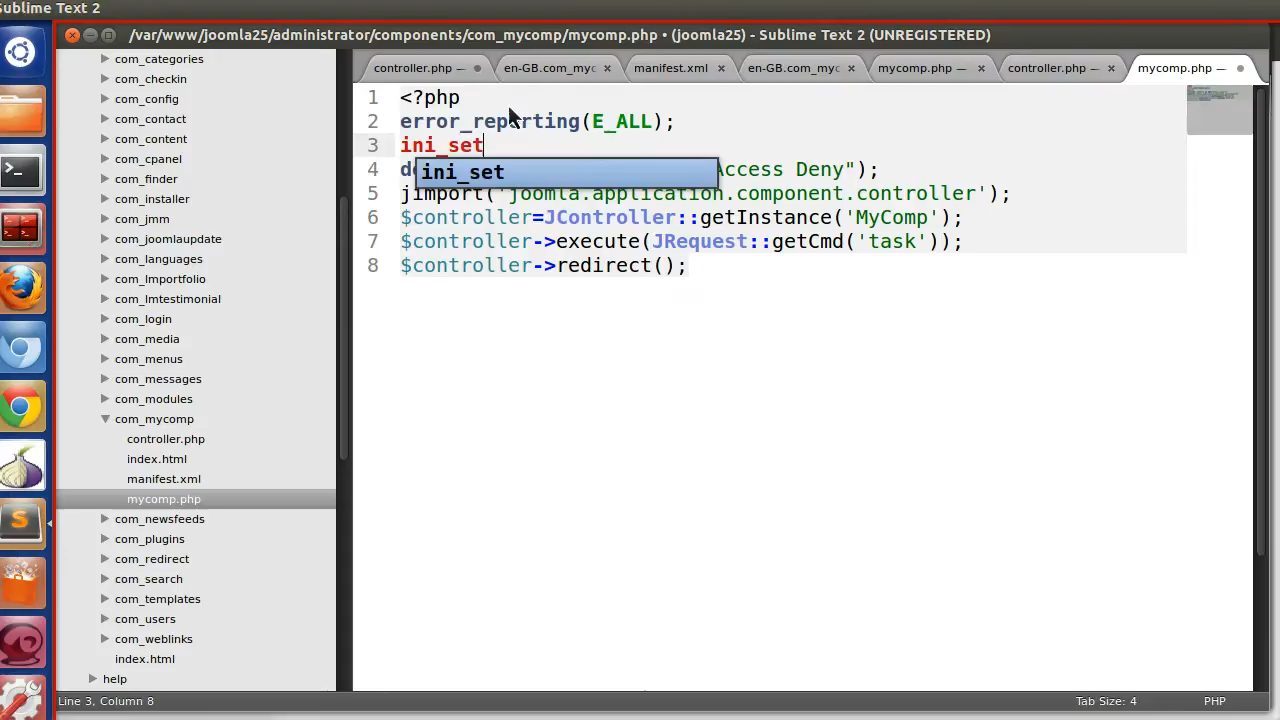 Sublime Text 2
/var/www/joomla25/administrator/components/com_mycomp/mycomp.php • (joomla25) - Sublime Text 2 (UNREGISTERED)
controller.php — en-GB.com_myc × manifest.xml × en-GB.com_myc × mycomp.php — × controller.php — × mycomp.php —
com_categories
com_checkin
com_config
com_contact
com_content
com_cpanel
com_finder
com_installer
com_jmm
com_joomlaupdate
com_languages
com_lmportfolio
com_lmtestimonial
com_login
com_media
com_menus
com_messages
com_modules
com_mycomp
controller.php
index.html
manifest.xml
mycomp.php
com_newsfeeds
com_plugins
com_redirect
com_search
com_templates
com_users
com_weblinks
index.html
help
1 <?php
2 error_reporting(E_ALL);
3 ini_set
ini_set
4 d Access Deny");
5 jimport('joomla.application.component.controller');
6 $controller=JController::getInstance('MyComp');
7 $controller->execute(JRequest::getCmd('task'));
8 $controller->redirect();
Line 3, Column 8
Tab Size: 4
PHP